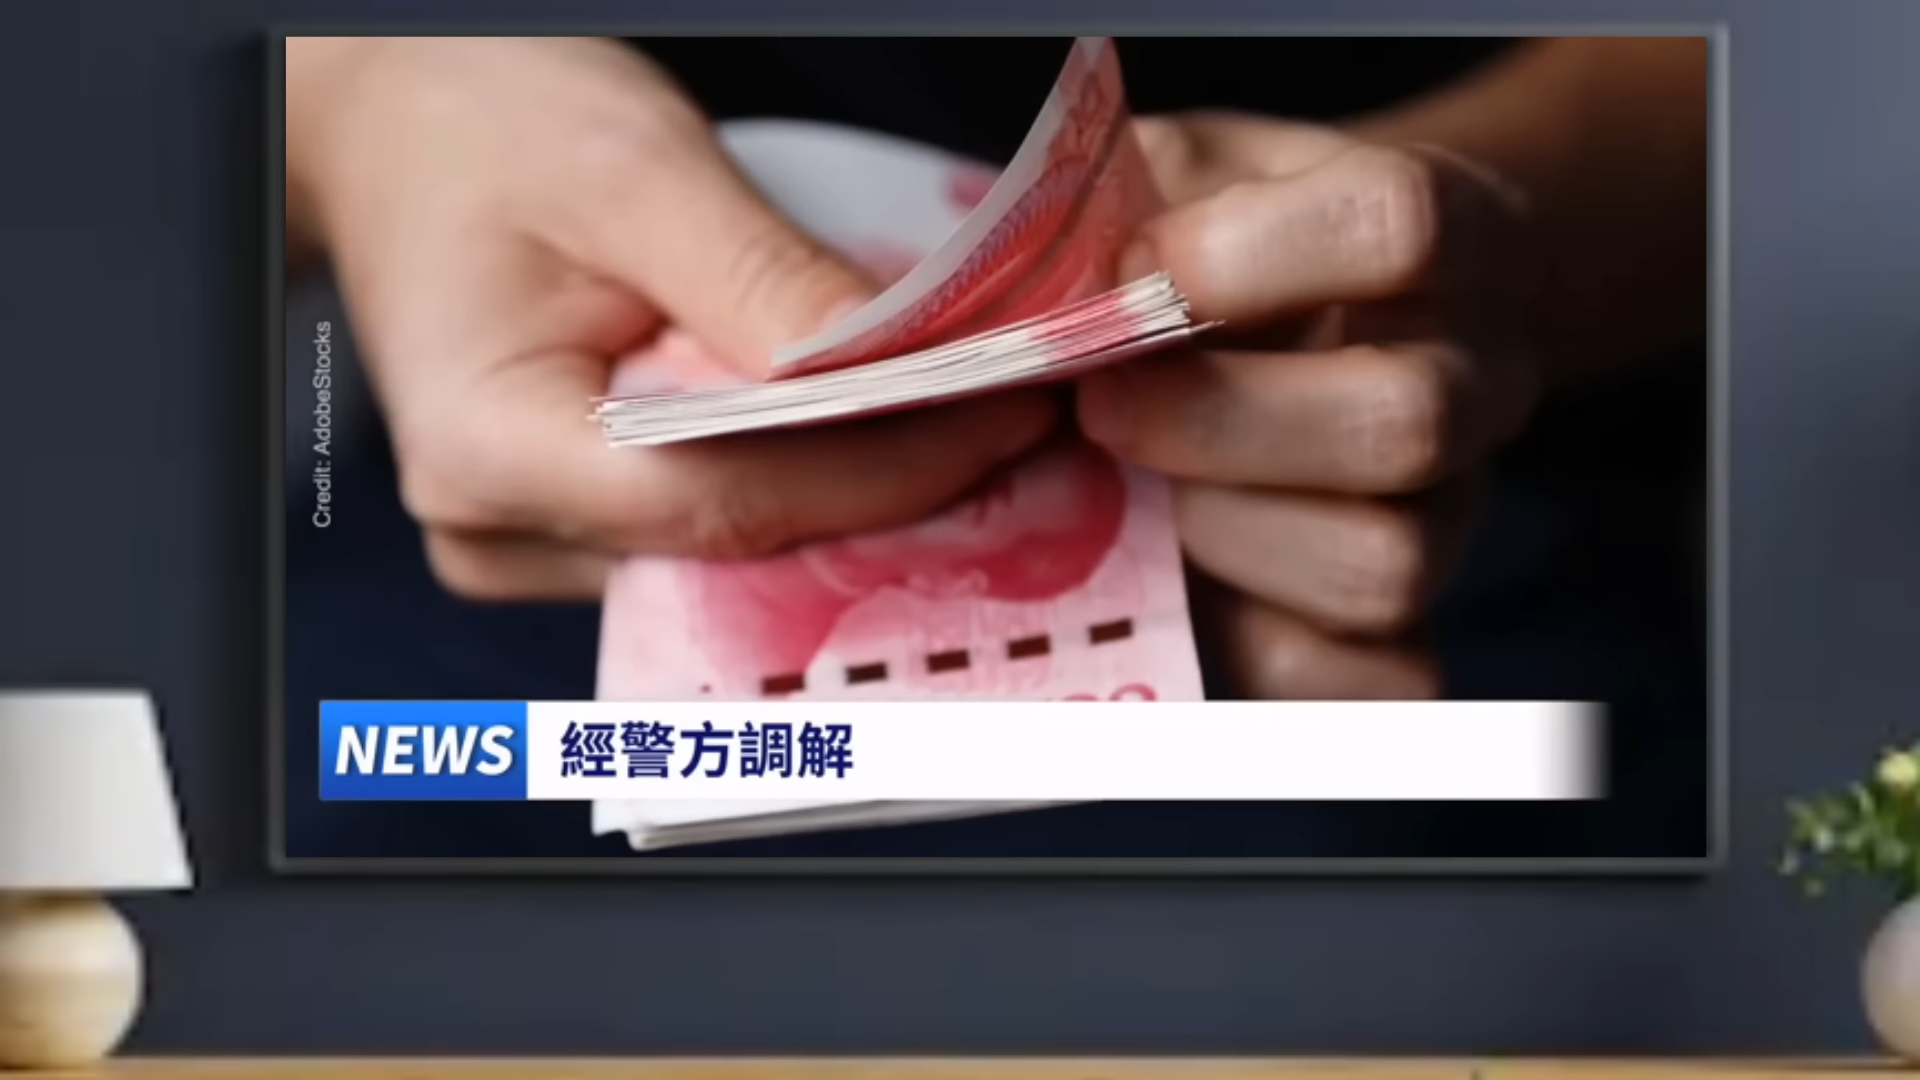 Credit: AdobeStocks
NEWS 經警方調解